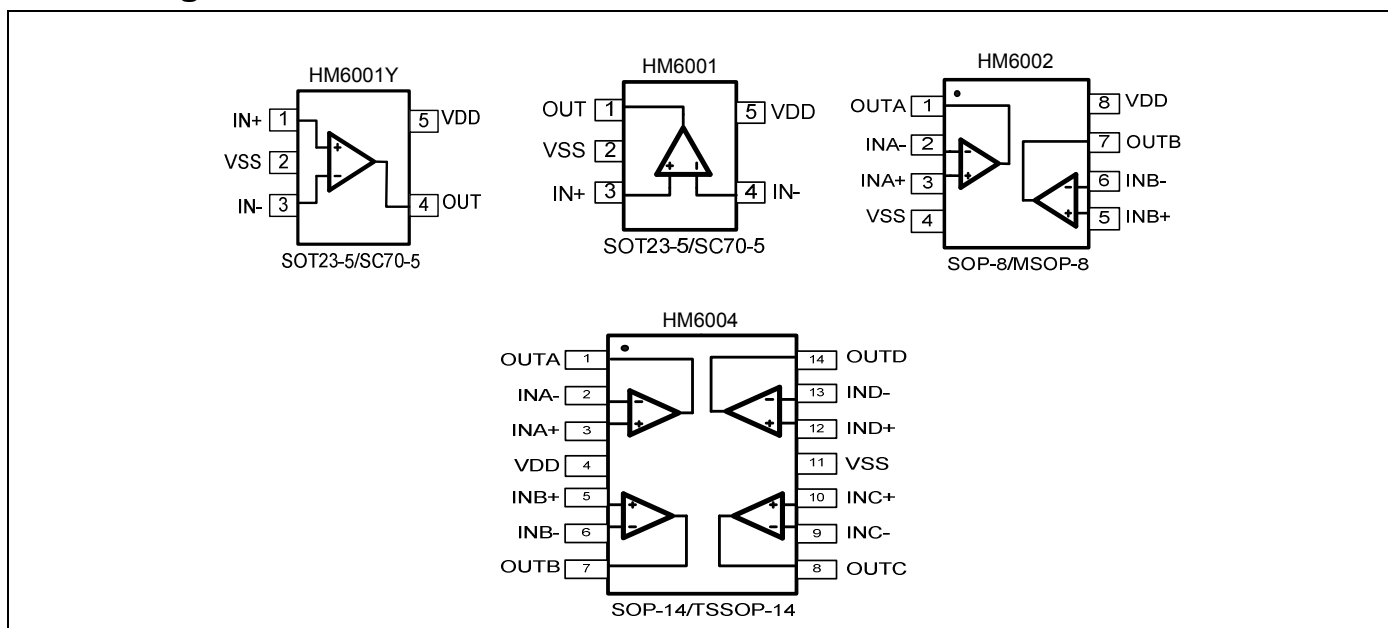 HM6001Y
IN+ 1
VSS 2
IN- 3
5 VDD
4 OUT
+
-
SOT23-5/SC70-5
HM6001
OUT 1
VSS 2
IN+ 3
5 VDD
4 IN-
+
-
SOT23-5/SC70-5
HM6002
OUTA 1
INA- 2
INA+ 3
VSS 4
8 VDD
7 OUTB
6 INB-
5 INB+
-
+
-
+
SOP-8/MSOP-8
HM6004
OUTA 1
INA- 2
INA+ 3
VDD 4
INB+ 5
INB- 6
OUTB 7
14 OUTD
13 IND-
12 IND+
11 VSS
10 INC+
9 INC-
8 OUTC
-
+
-
+
+
-
+
-
SOP-14/TSSOP-14